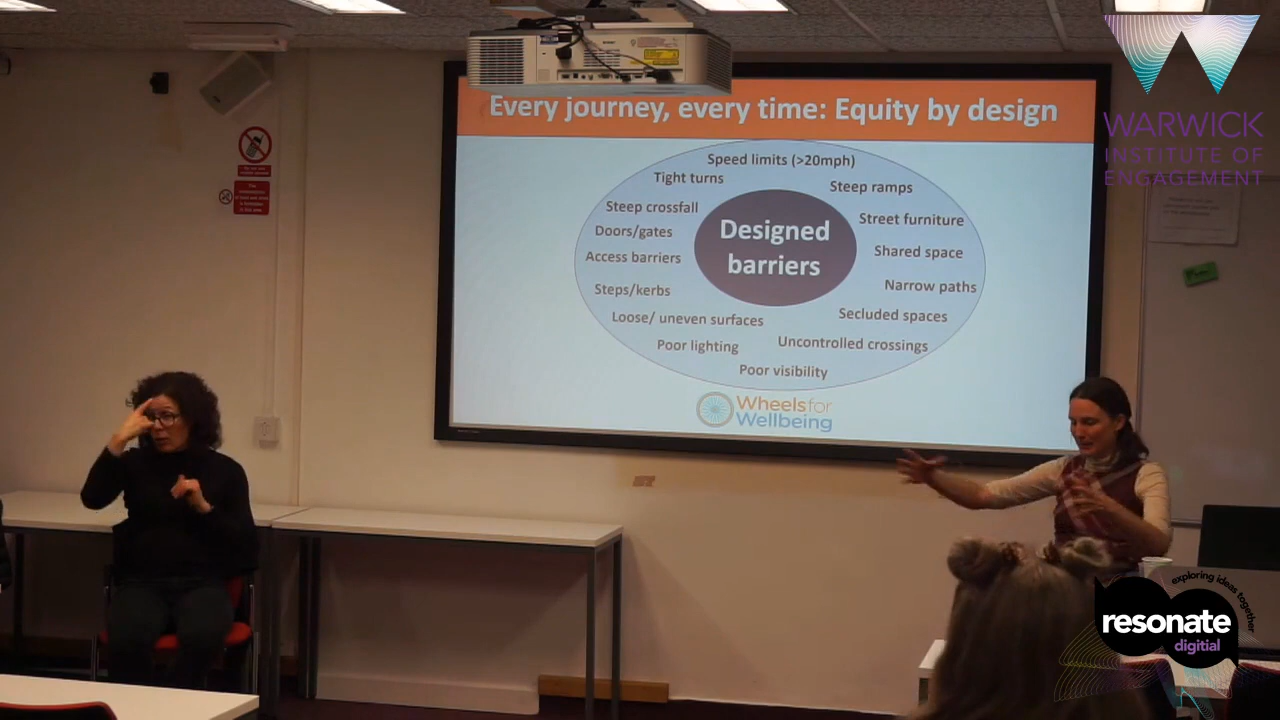 Every journey, every time: Equity by design
Speed limits (>20mph)
Tight turns
Steep ramps
Steep crossfall
Street furniture
Doors/gates
Designed
barriers
Access barriers
Shared space
Steps/kerbs
Narrow paths
Loose/ uneven surfaces
Secluded spaces
Poor lighting
Uncontrolled crossings
Poor visibility
Wheels for
Wellbeing
WARWICK
INSTITUTE OF
ENGAGEMENT
exploring ideas together
resonate
digitial